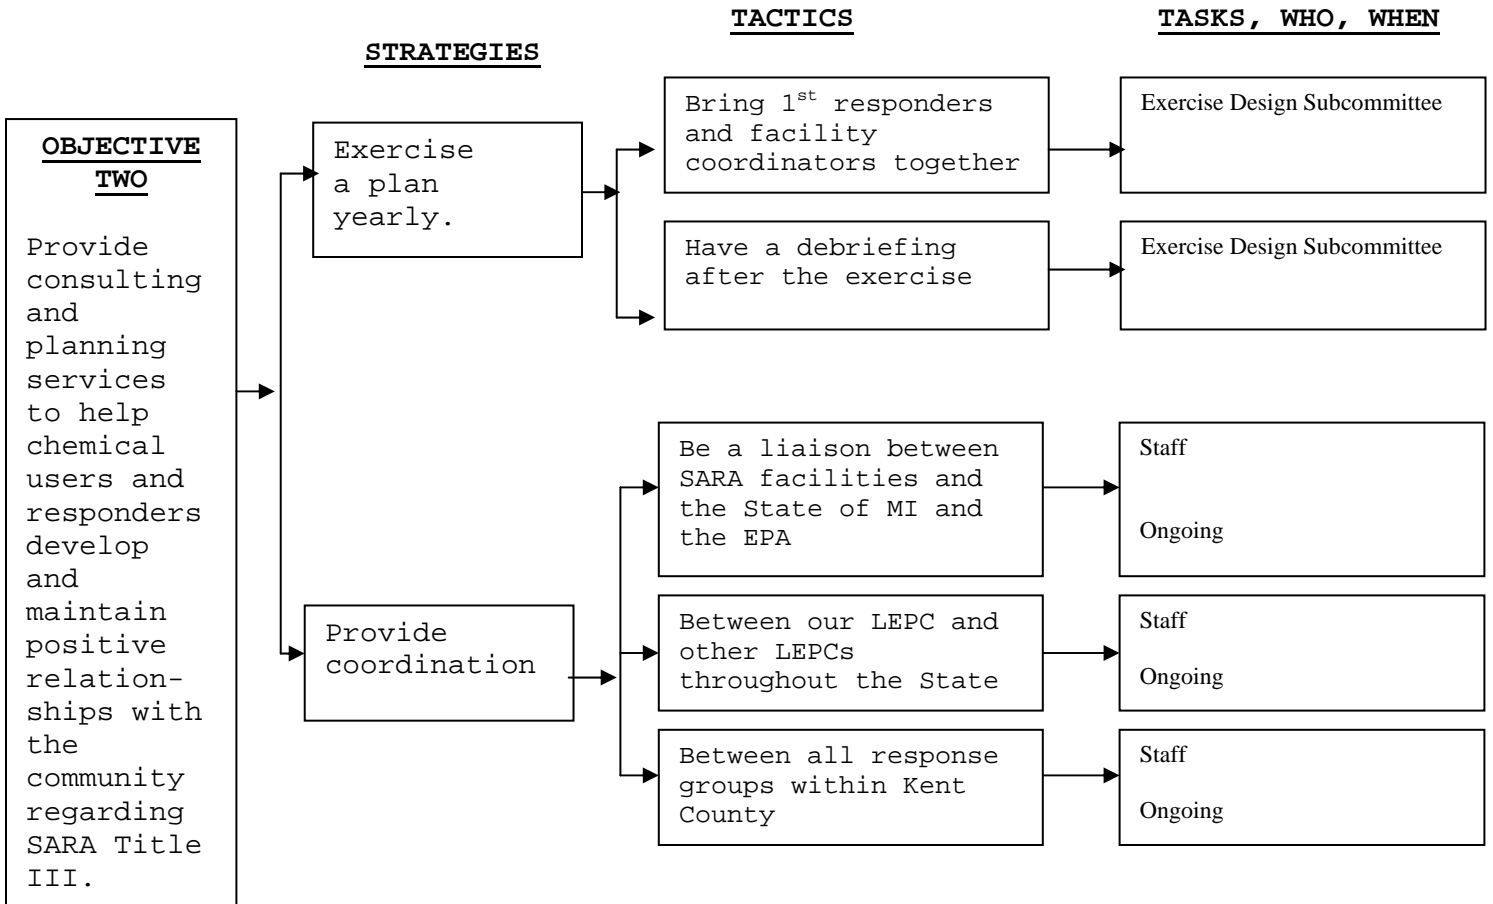 TACTICS
TASKS, WHO, WHEN
STRATEGIES
OBJECTIVE
TWO
Provide
consulting
and
planning
services
to help
chemical
users and
responders
develop
and
maintain
positive
relation-
ships with
the
community
regarding
SARA Title
III.
Exercise
a plan
yearly.
Bring 1st responders
and facility
coordinators together
Exercise Design Subcommittee
Have a debriefing
after the exercise
Exercise Design Subcommittee
Provide
coordination
Be a liaison between
SARA facilities and
the State of MI and
the EPA
Staff
Ongoing
Between our LEPC and
other LEPCs
throughout the State
Staff
Ongoing
Between all response
groups within Kent
County
Staff
Ongoing